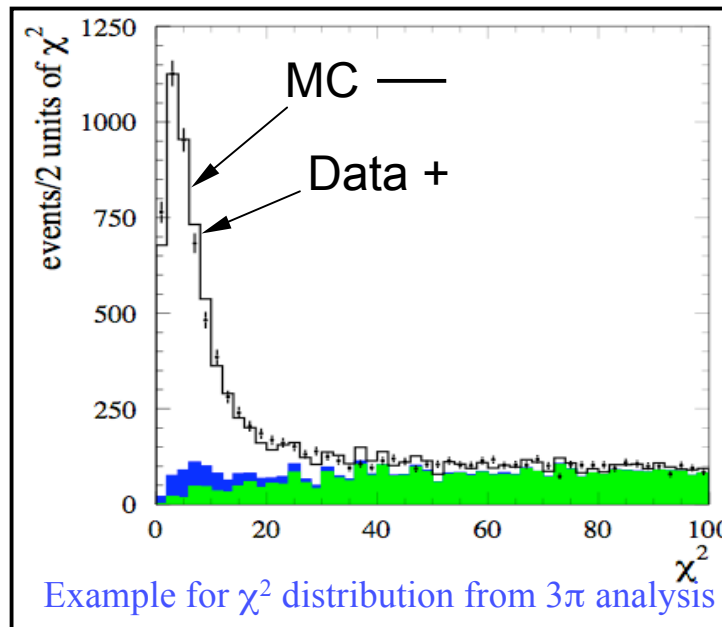 events/2 units of χ²
1250
1000
750
500
250
0
MC —
Data +
0 20 40 60 80 100
χ²
Example for χ² distribution from 3π analysis